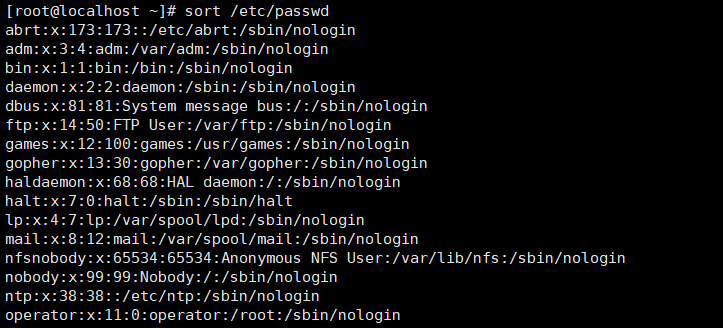 [root@localhost ~]# sort /etc/passwd
abrt:x:173:173::/etc/abrt:/sbin/nologin
adm:x:3:4:adm:/var/adm:/sbin/nologin
bin:x:1:1:bin:/bin:/sbin/nologin
daemon:x:2:2:daemon:/sbin:/sbin/nologin
dbus:x:81:81:System message bus:/:/sbin/nologin
ftp:x:14:50:FTP User:/var/ftp:/sbin/nologin
games:x:12:100:games:/usr/games:/sbin/nologin
gopher:x:13:30:gopher:/var/gopher:/sbin/nologin
haldaemon:x:68:68:HAL daemon:/:/sbin/nologin
halt:x:7:0:halt:/sbin:/sbin/halt
lp:x:4:7:lp:/var/spool/lpd:/sbin/nologin
mail:x:8:12:mail:/var/spool/mail:/sbin/nologin
nfsnobody:x:65534:65534:Anonymous NFS User:/var/lib/nfs:/sbin/nologin
nobody:x:99:99:Nobody:/:/sbin/nologin
ntp:x:38:38::/etc/ntp:/sbin/nologin
operator:x:11:0:operator:/root:/sbin/nologin